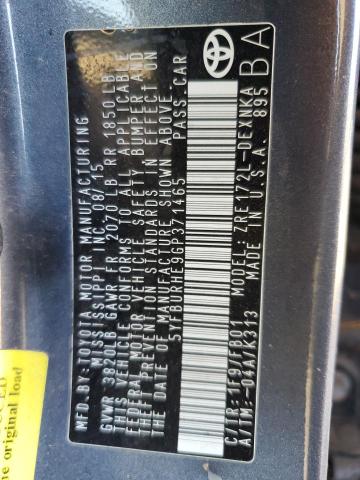 MFD. BY: TOYOTA MOTOR MANUFACTURING
MISSISSIPPI, INC. 08/15
GVWR 3820LB GAWR FR 2070LB RR 1850LB
THIS VEHICLE CONFORMS TO ALL APPLICABLE
FEDERAL MOTOR VEHICLE SAFETY, BUMPER AND
THEFT PREVENTION STANDARDS IN EFFECT ON
THE DATE OF MANUFACTURE SHOWN ABOVE.
5YFBURHE9GP371465 PASS. CAR
C/TR: 1F9/FB01 MODEL: ZRE172L-DEXNKA
A/TM: -04A/K313 MADE IN U.S.A. 895
BA
TOYOTA
ne original load